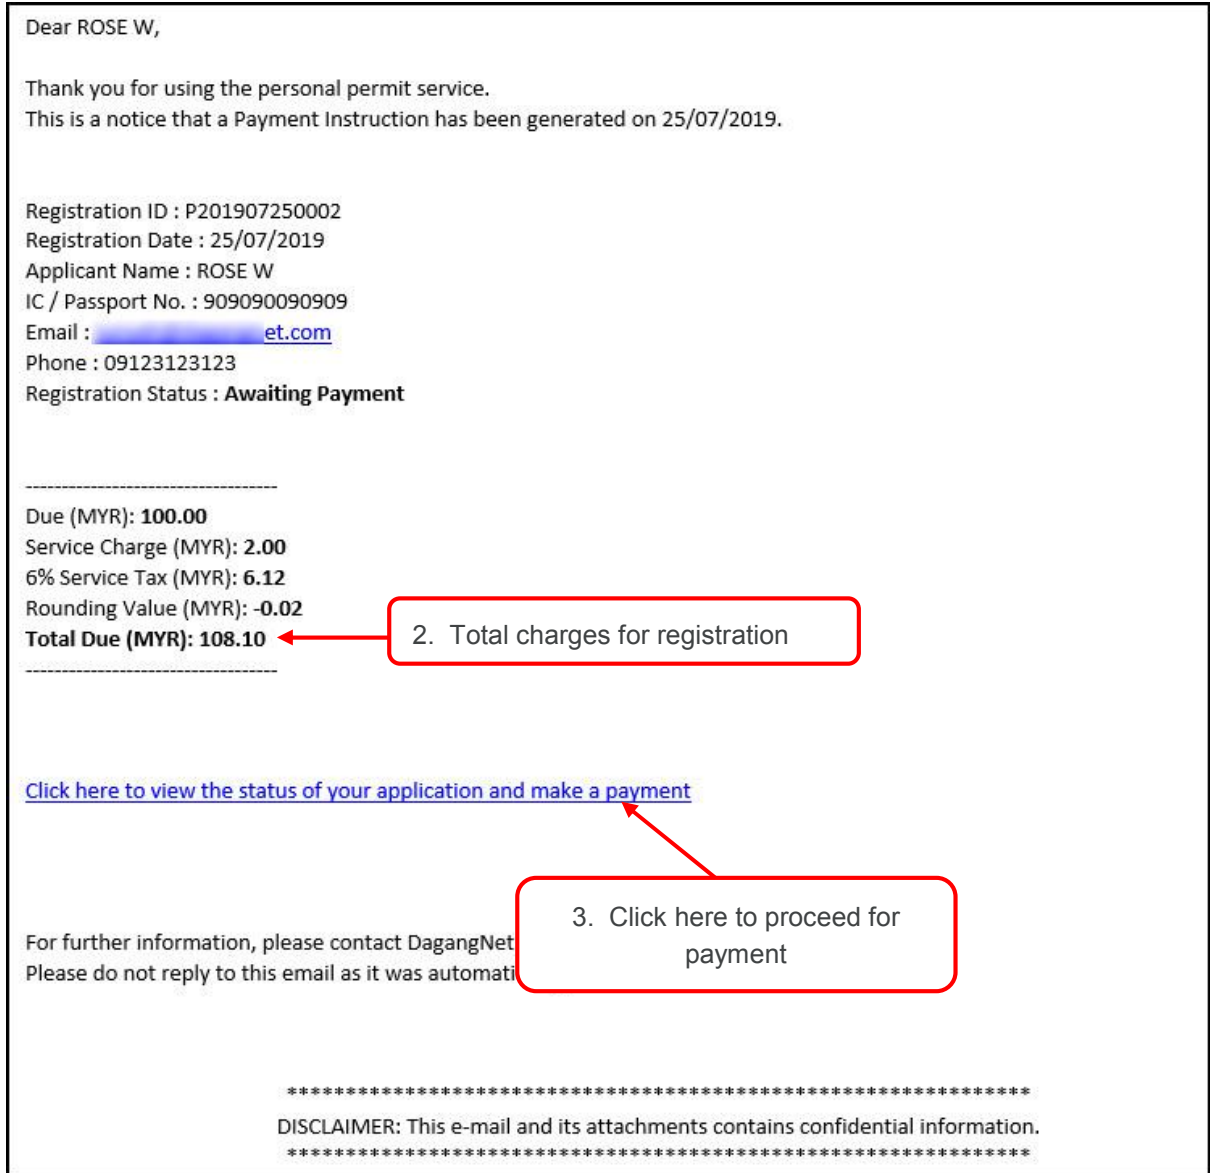 Dear ROSE W,
Thank you for using the personal permit service.
This is a notice that a Payment Instruction has been generated on 25/07/2019.
Registration ID : P201907250002
Registration Date : 25/07/2019
Applicant Name : ROSE W
IC / Passport No. : 909090090909
Email : et.com
Phone : 09123123123
Registration Status : Awaiting Payment
----------------------------------
Due (MYR): 100.00
Service Charge (MYR): 2.00
6% Service Tax (MYR): 6.12
Rounding Value (MYR): -0.02
Total Due (MYR): 108.10
2. Total charges for registration
----------------------------------
Click here to view the status of your application and make a payment
3. Click here to proceed for
payment
For further information, please contact DagangNet
Please do not reply to this email as it was automati
****************************************************************
DISCLAIMER: This e-mail and its attachments contains confidential information.
****************************************************************